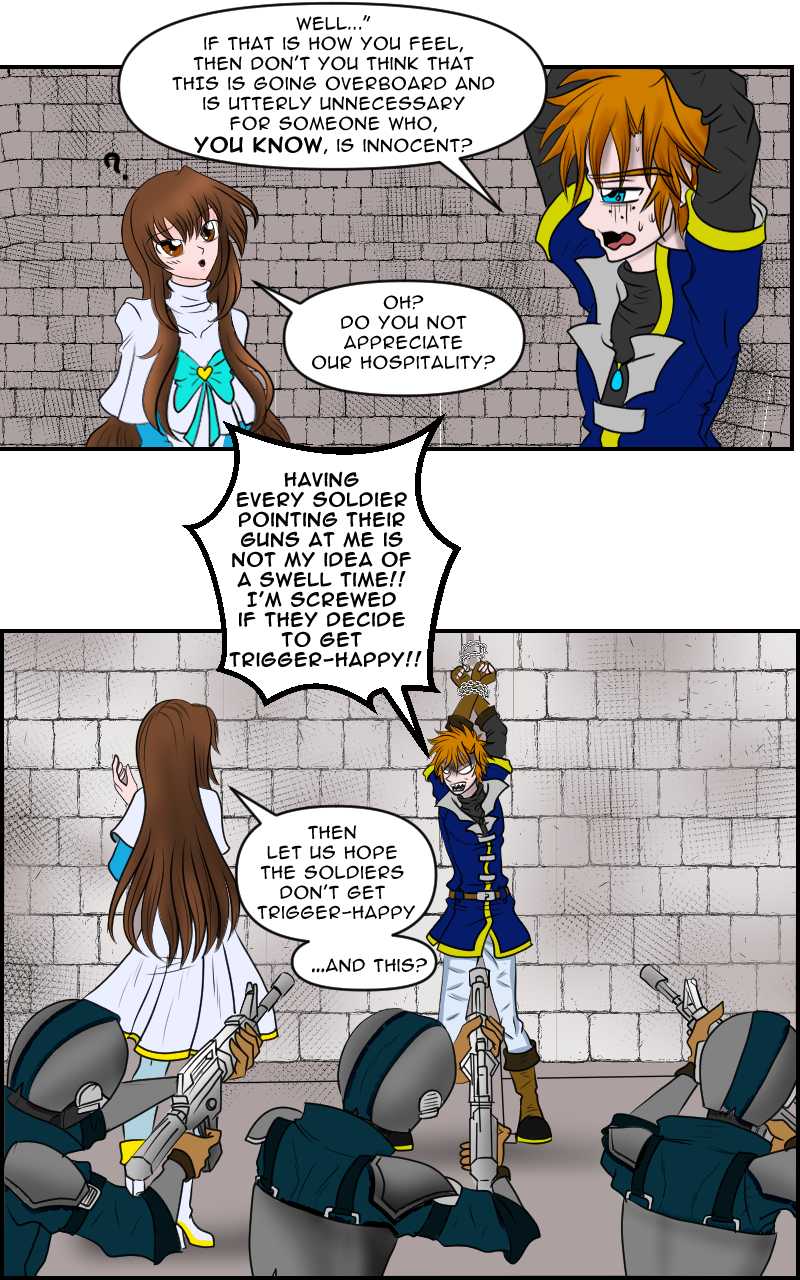 WELL..."
IF THAT IS HOW YOU FEEL,
THEN DON'T YOU THINK THAT
THIS IS GOING OVERBOARD AND
IS UTTERLY UNNECESSARY
FOR SOMEONE WHO,
YOU KNOW, IS INNOCENT?
?
OH?
DO YOU NOT
APPRECIATE
OUR HOSPITALITY?
HAVING
EVERY SOLDIER
POINTING THEIR
GUNS AT ME IS
NOT MY IDEA OF
A SWELL TIME!!
I'M SCREWED
IF THEY DECIDE
TO GET
TRIGGER-HAPPY!!
THEN
LET US HOPE
THE SOLDIERS
DON'T GET
TRIGGER-HAPPY
...AND THIS?